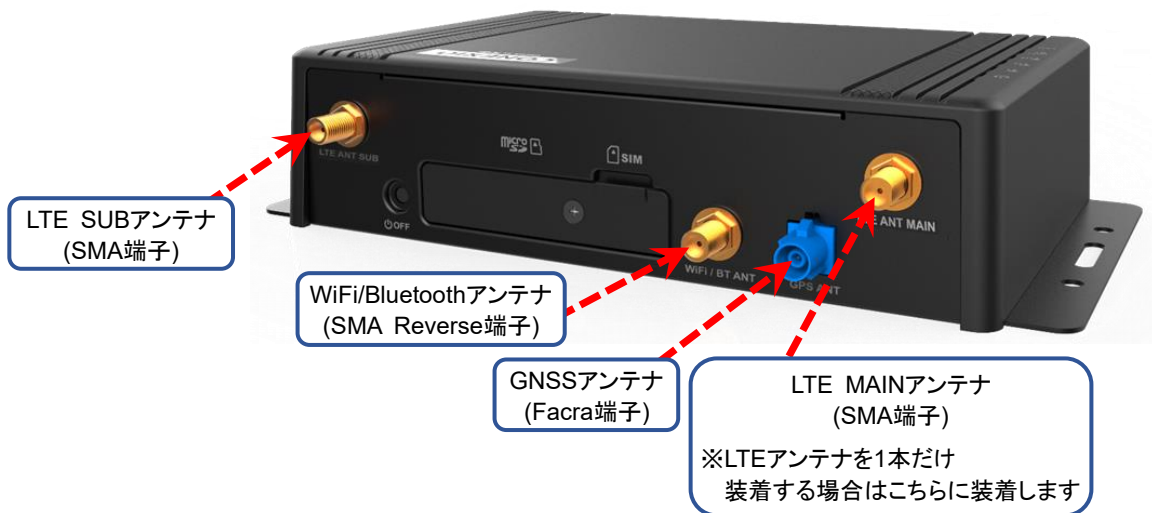 LTE ANT SUB
micro SD
SIM
OFF
WiFi / BT ANT
GPS ANT
E ANT MAIN
LTE SUBアンテナ
(SMA端子)
WiFi/Bluetoothアンテナ
(SMA Reverse端子)
GNSSアンテナ
(Facra端子)
LTE MAINアンテナ
(SMA端子)
※LTEアンテナを1本だけ
装着する場合はこちらに装着します